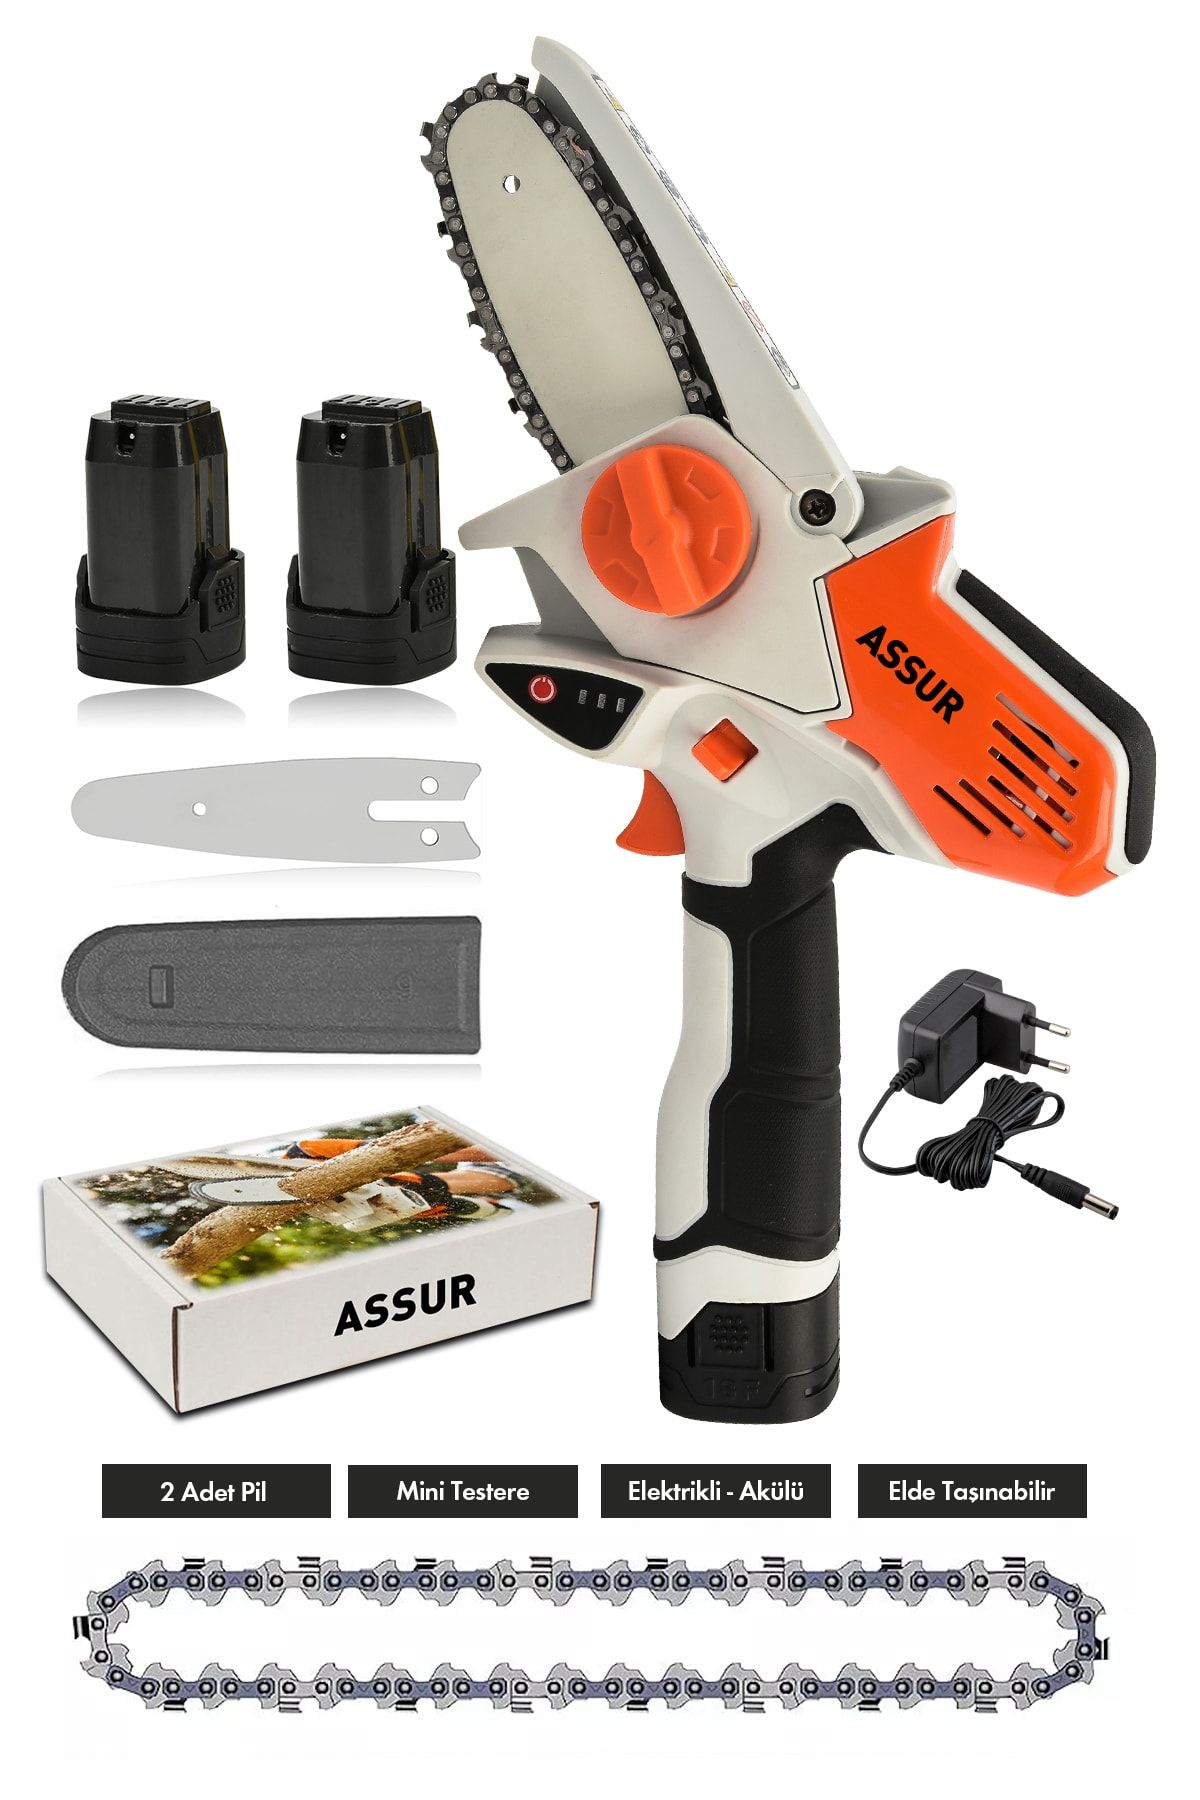 ASSUR
ASSUR
2 Adet Pil
Mini Testere
Elektrikli - Akülü
Elde Taşınabilir